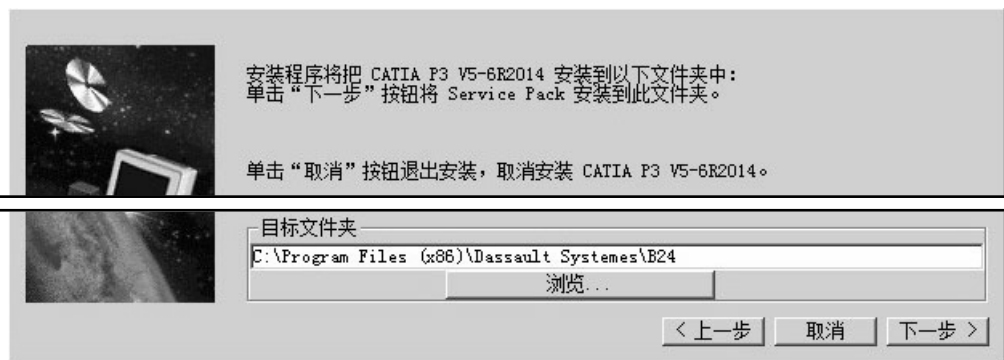 安装程序将把 CATIA P3 V5-6R2014 安装到以下文件夹中:
单击“下一步”按钮将 Service Pack 安装到此文件夹。
单击“取消”按钮退出安装,取消安装 CATIA P3 V5-6R2014。
目标文件夹
C:\Program Files (x86)\Dassault Systemes\B24
浏览...
< 上一步 取消 下一步 >